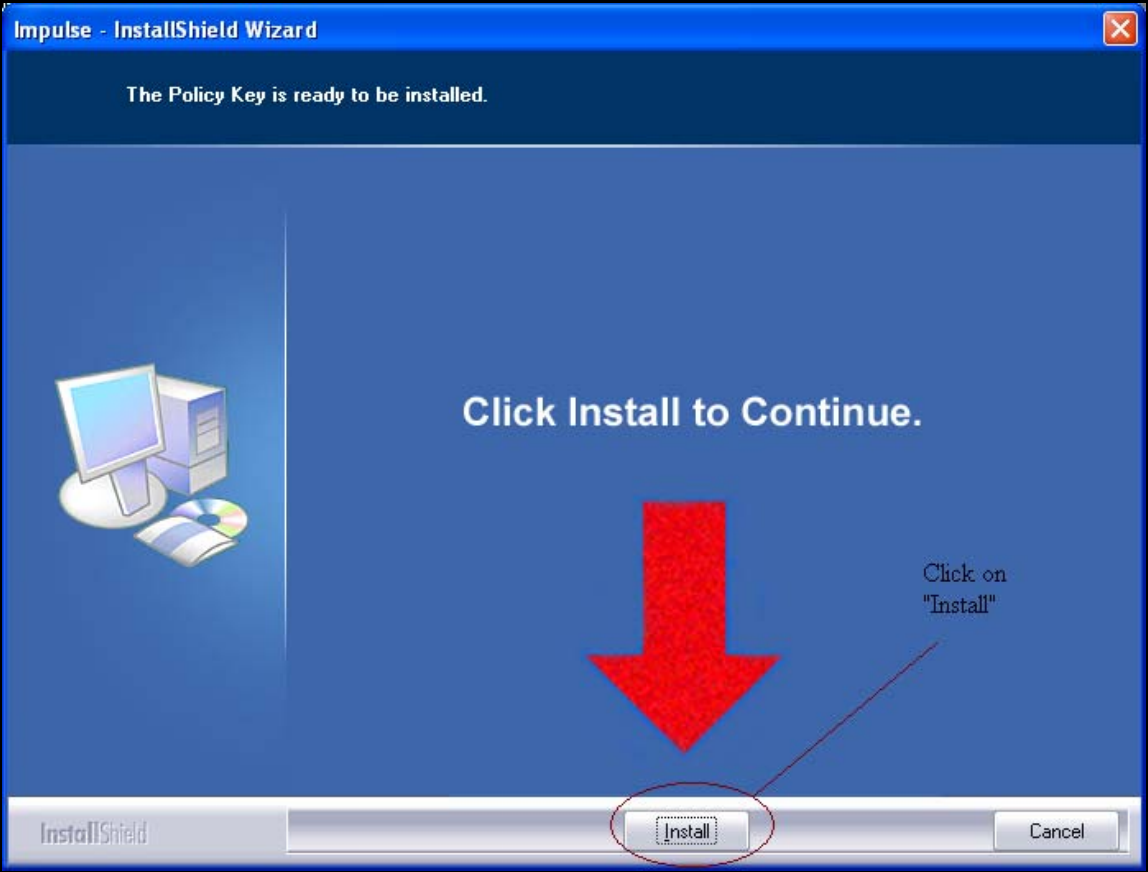 Impulse - InstallShield Wizard
The Policy Key is ready to be installed.
Click Install to Continue.
Click on
"Install"
InstallShield
Install
Cancel